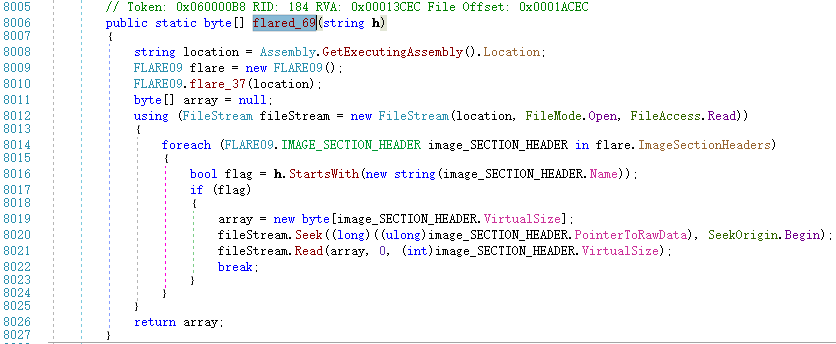 8005 // Token: 0x060000B8 RID: 184 RVA: 0x00013CEC File Offset: 0x0001ACEC
8006 public static byte[] flared_69(string h)
8007 {
8008 string location = Assembly.GetExecutingAssembly().Location;
8009 FLARE09 flare = new FLARE09();
8010 FLARE09.flare_37(location);
8011 byte[] array = null;
8012 using (FileStream fileStream = new FileStream(location, FileMode.Open, FileAccess.Read))
8013 {
8014 foreach (FLARE09.IMAGE_SECTION_HEADER image_SECTION_HEADER in flare.ImageSectionHeaders)
8015 {
8016 bool flag = h.StartsWith(new string(image_SECTION_HEADER.Name));
8017 if (flag)
8018 {
8019 array = new byte[image_SECTION_HEADER.VirtualSize];
8020 fileStream.Seek((long)((ulong)image_SECTION_HEADER.PointerToRawData), SeekOrigin.Begin);
8021 fileStream.Read(array, 0, (int)image_SECTION_HEADER.VirtualSize);
8022 break;
8023 }
8024 }
8025 }
8026 return array;
8027 }